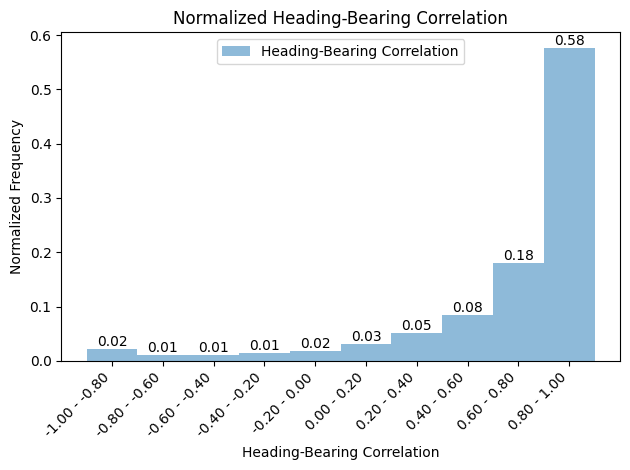 Normalized Heading-Bearing Correlation
Heading-Bearing Correlation
Normalized Frequency
0.6
0.5
0.4
0.3
0.2
0.1
0.0
0.02
0.01
0.01
0.01
0.02
0.03
0.05
0.08
0.18
0.58
-1.00 - -0.80
-0.80 - -0.60
-0.60 - -0.40
-0.40 - -0.20
-0.20 - 0.00
0.00 - 0.20
0.20 - 0.40
0.40 - 0.60
0.60 - 0.80
0.80 - 1.00
Heading-Bearing Correlation